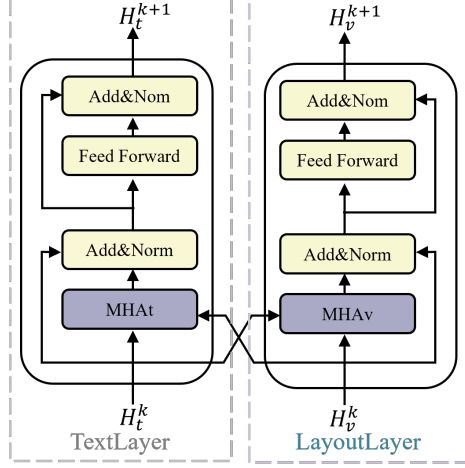 H_t^{k+1}
Add&Nom
Feed Forward
Add&Norm
MHAt
H_t^k
TextLayer
H_v^{k+1}
Add&Nom
Feed Forward
Add&Norm
MHAv
H_v^k
LayoutLayer